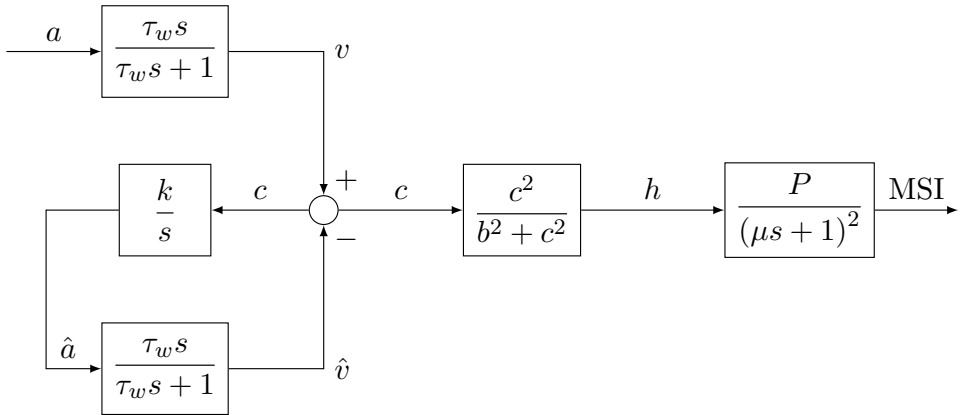 a
τ_w s / (τ_w s + 1)
v
+
k / s
c
c
c² / (b² + c²)
h
P / (μs + 1)²
MSI
−
â
τ_w s / (τ_w s + 1)
v̂